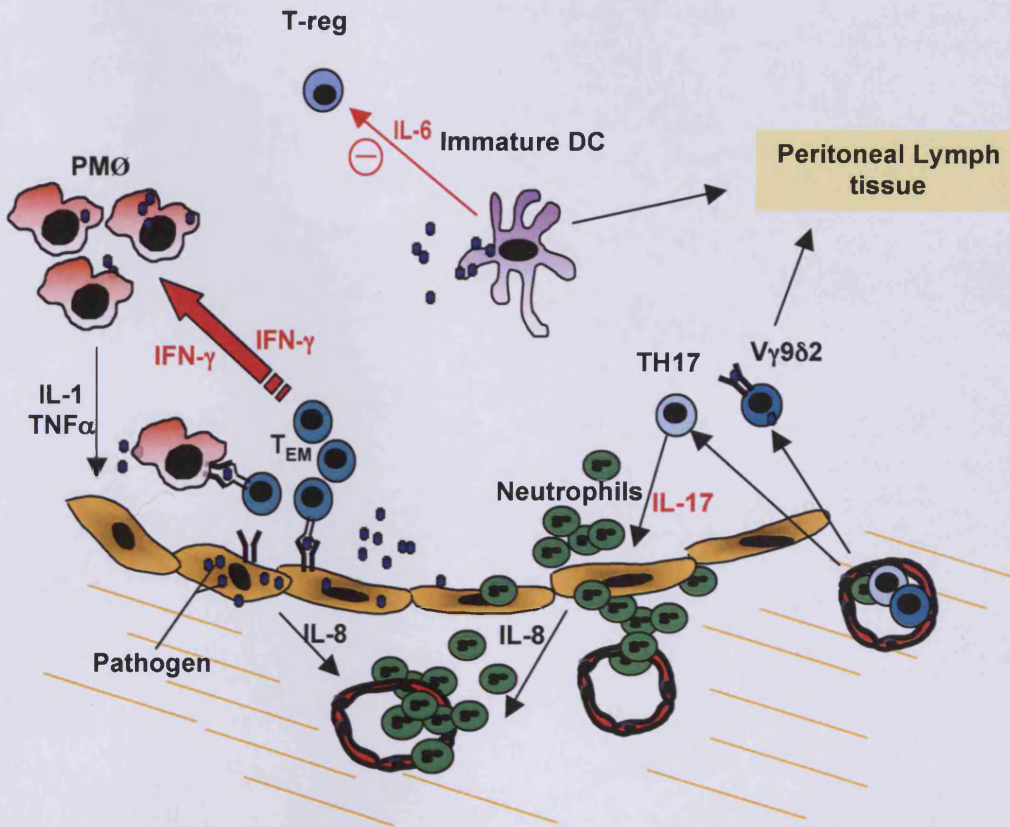 T-reg
IL-6
Immature DC
Peritoneal Lymph
tissue
PMØ
IFN-γ
IFN-γ
IL-1
TNFα
T EM
TH17
Vγ9δ2
Neutrophils
IL-17
IL-8
IL-8
Pathogen